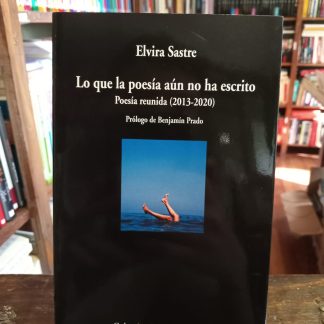 Elvira Sastre
Lo que la poesía aún no ha escrito
Poesía reunida (2013-2020)
Prólogo de Benjamín Prado